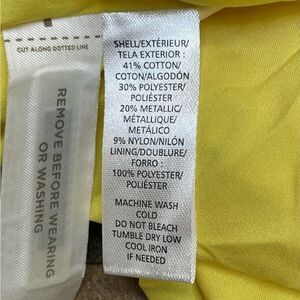 CUT ALONG DOTTED LINE
REMOVE BEFORE WEARING
OR WASHING
SHELL/EXTÉRIEUR/
TELA EXTERIOR :
41% COTTON/
COTON/ALGODÓN
30% POLYESTER/
POLIÉSTER
20% METALLIC/
MÉTALLIQUE/
METÁLICO
9% NYLON/NILÓN
LINING/DOUBLURE/
FORRO :
100% POLYESTER/
POLIÉSTER
MACHINE WASH
COLD
DO NOT BLEACH
TUMBLE DRY LOW
COOL IRON
IF NEEDED